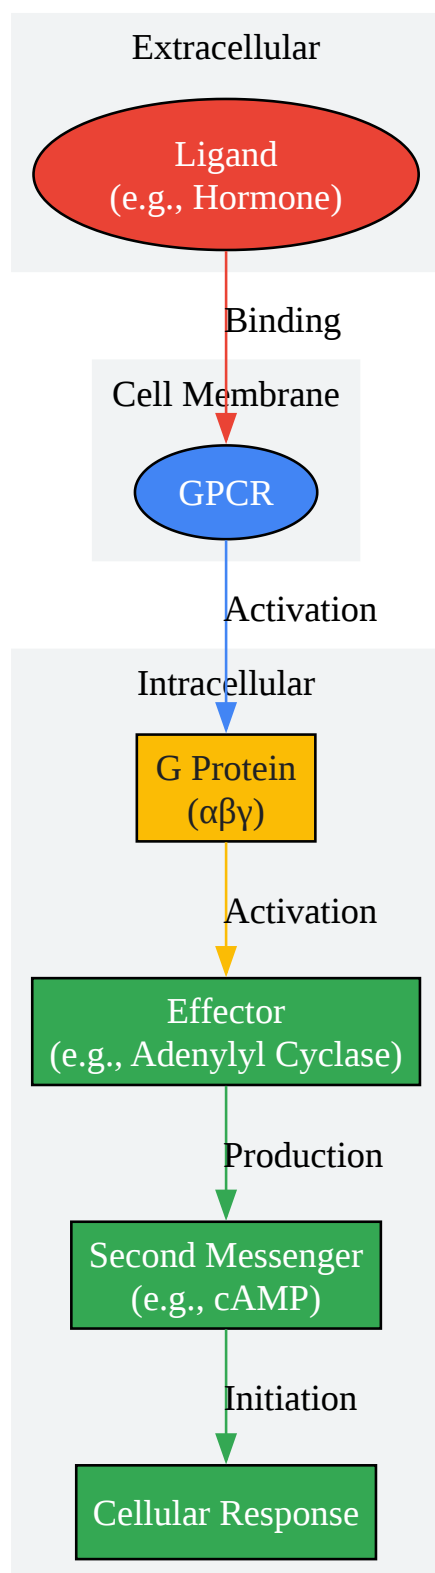 Extracellular
Ligand
(e.g., Hormone)
Binding
Cell Membrane
GPCR
Activation
Intracellular
G Protein
(αβγ)
Activation
Effector
(e.g., Adenylyl Cyclase)
Production
Second Messenger
(e.g., cAMP)
Initiation
Cellular Response